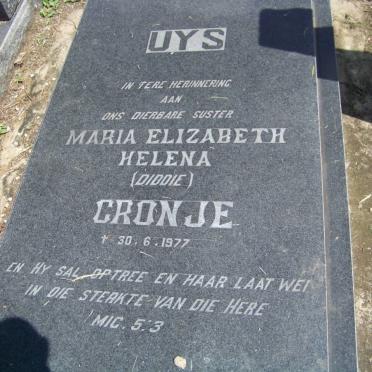 UYS
IN TERE HERINNERING
AAN
ONS DIERBARE SUSTER
MARIA ELIZABETH
HELENA
(DIDDIE)
CRONJE
† 30.6.1977
EN HY SAL OPTREE EN HAAR LAAT WEI
IN DIE STERKTE VAN DIE HERE
MIG. 5:3